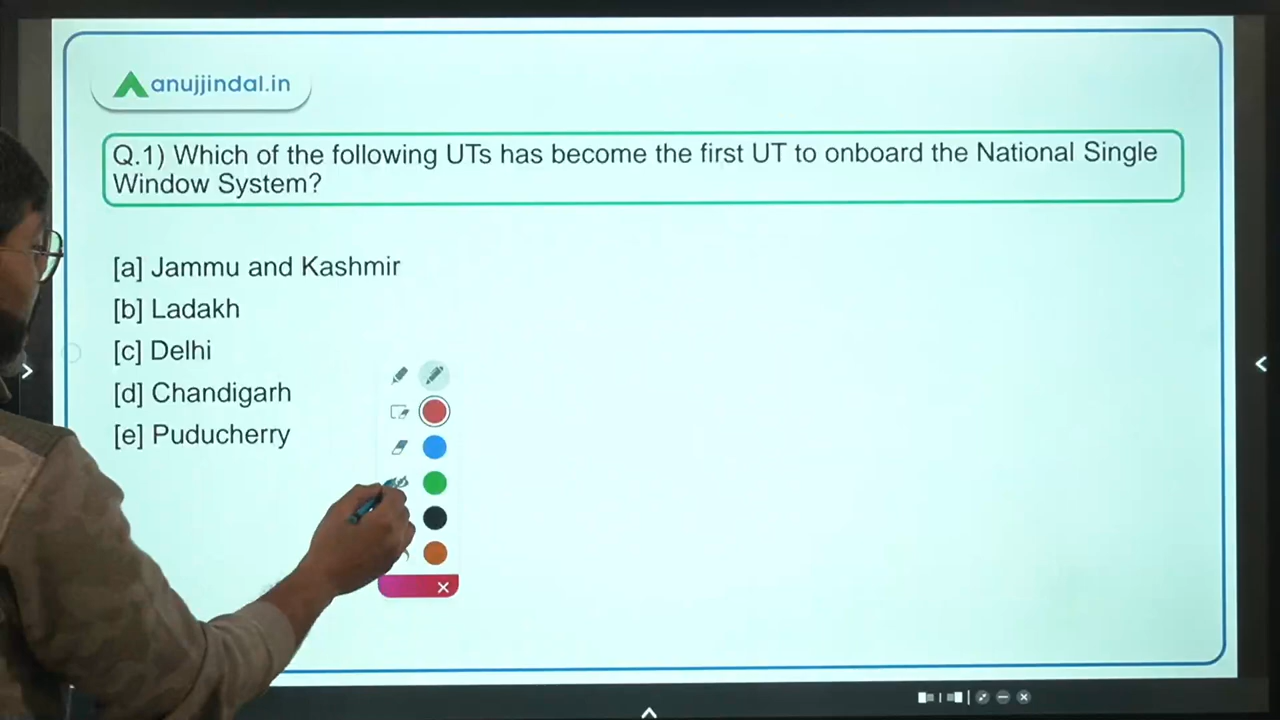 anujjindal.in
Q.1) Which of the following UTs has become the first UT to onboard the National Single
Window System?
[a] Jammu and Kashmir
[b] Ladakh
[c] Delhi
[d] Chandigarh
[e] Puducherry